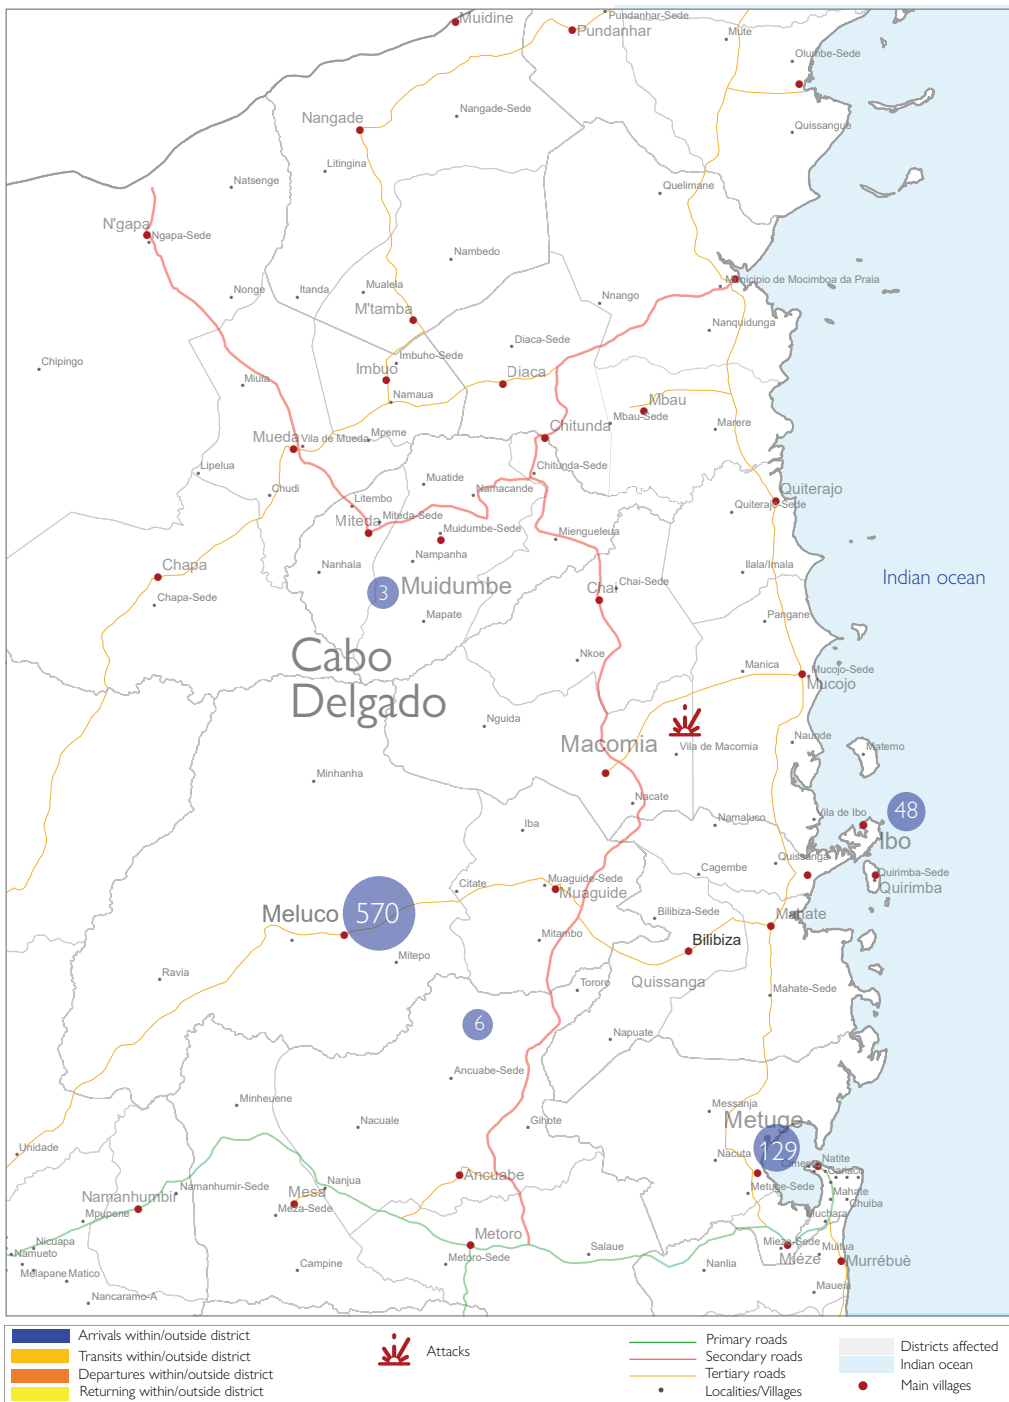 Muidine
Pundanhar-Sede
Pundanhar
Mute
Olumbe-Sede
Nangade-Sede
Nangade
Quissangue
Litingina
Natsenge
Quelimane
N'gapa
Ngapa-Sede
Nambedo
Municipio de Mocimboa da Praia
Nonge
Itanda
Mualela
Nnango
M'tamba
Nanquidunga
Diaca-Sede
Imbuho-Sede
Chipingo
Imbuo
Diaca
Miula
Namaua
Mbau
Mbau-Sede
Marere
Chitunda
Mueda
Vila de Mueda
Mpeme
Lipelua
Chitunda-Sede
Muatide
Chudi
Namacande
Quiterajo
Litembo
Quiterajo-Sede
Miteda
Miteda-Sede
Muidumbe-Sede
Miengueleua
Nampanha
Chapa
Nanhala
Ilala/Imala
Indian ocean
Chai
Chai-Sede
3
Muidumbe
Chapa-Sede
Mapate
Pangane
Cabo
Delgado
Nkoe
Manica
Mucojo-Sede
Mucojo
Nguida
Macomia
Vila de Macomia
Naunde
Matemo
Minhanha
Nacate
48
Iba
Namaluco
Vila de Ibo
Ibo
Cagembe
Quissanga
Quirimba-Sede
Quirimba
Citate
Muaguide-Sede
Muaguide
Meluco
570
Bilibiza-Sede
Mahate
Mitambo
Bilibiza
Mitepo
Ravia
Tororo
Quissanga
Mahate-Sede
6
Napuate
Ancuabe-Sede
Minheuene
Messanja
Metuge
Nacuale
Gihote
Unidade
129
Nacuta
Natite
Cimento
Cariaco
Ancuabe
Nanjua
Namanhumbir
Namanhumir-Sede
Mesa
Meza-Sede
Metuge-Sede
Mahate
Chuiba
Mpupene
Muchara
Metoro
Nicuapa
Namueto
Metoro-Sede
Salaue
Mieze-Sede
Miéze
Mutua
Murrébuè
Melapane
Matico
Campine
Nanlia
Maueia
Nancaramo-A
Arrivals within/outside district
Transits within/outside district
Departures within/outside district
Returning within/outside district
Attacks
Primary roads
Secondary roads
Tertiary roads
Localities/Villages
Districts affected
Indian ocean
Main villages